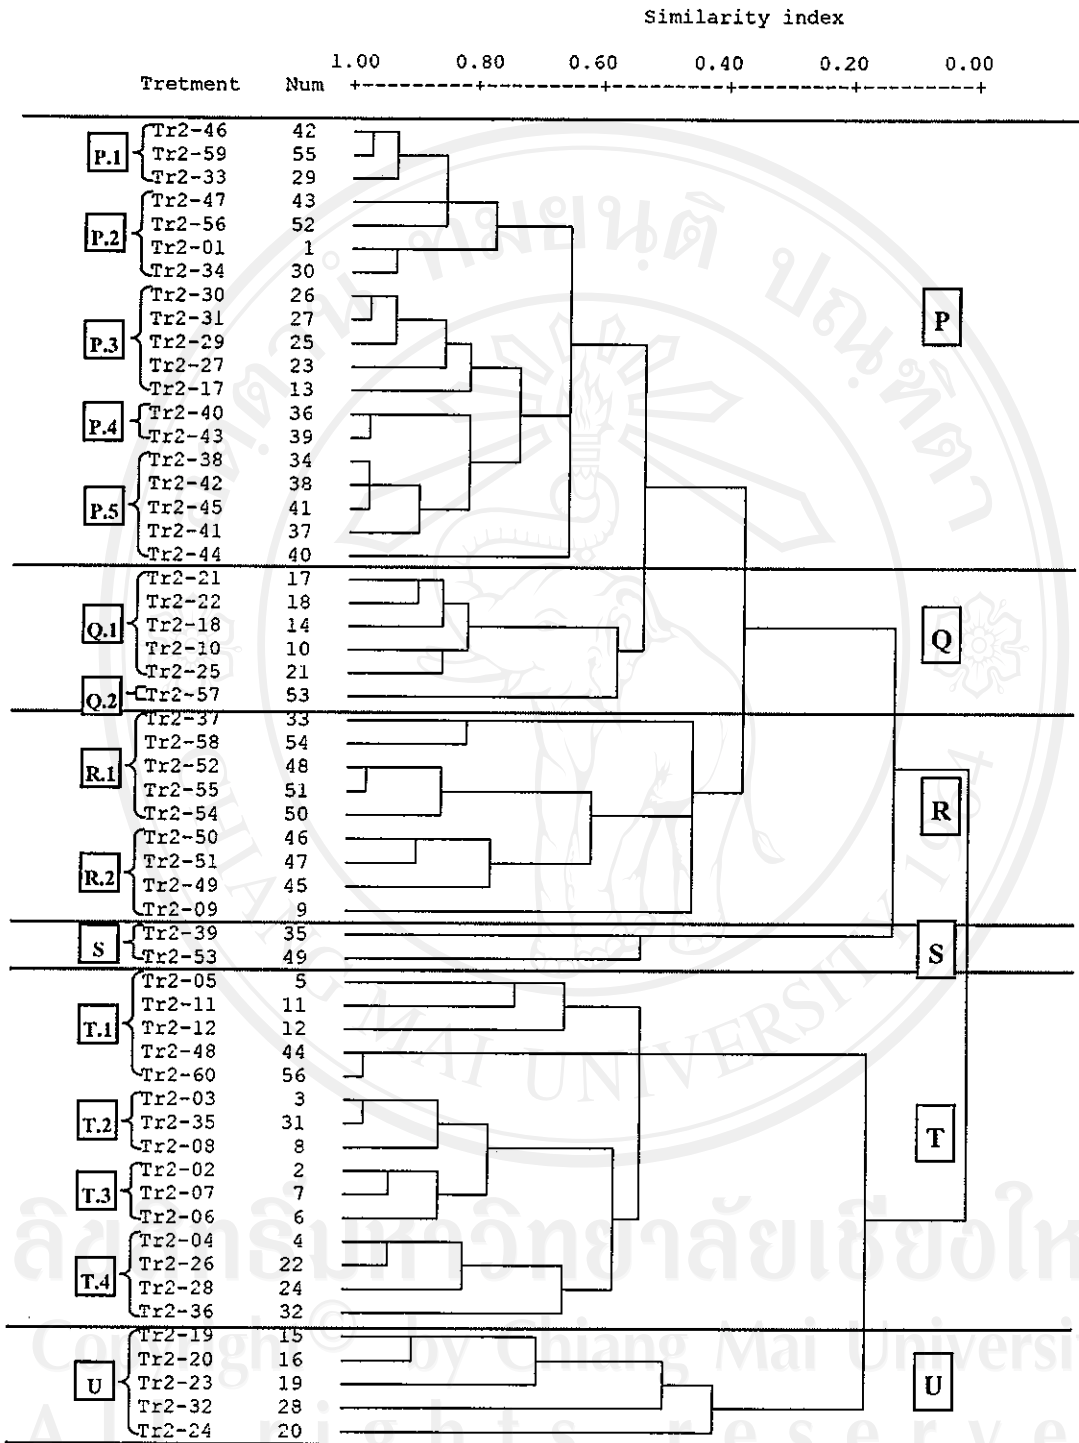 Similarity index
1.00 0.80 0.60 0.40 0.20 0.00
Tretment Num +---------+---------+---------+---------+---------+
Tr2-46 42
P.1 Tr2-59 55
Tr2-33 29
Tr2-47 43
P.2 Tr2-56 52
Tr2-01 1
Tr2-34 30
Tr2-30 26
Tr2-31 27 P
P.3 Tr2-29 25
Tr2-27 23
Tr2-17 13
Tr2-40 36
P.4 Tr2-43 39
Tr2-38 34
Tr2-42 38
P.5 Tr2-45 41
Tr2-41 37
Tr2-44 40
Tr2-21 17
Tr2-22 18
Q.1 Tr2-18 14 Q
Tr2-10 10
Tr2-25 21
Q.2 Tr2-57 53
Tr2-37 33
Tr2-58 54
R.1 Tr2-52 48
Tr2-55 51 R
Tr2-54 50
Tr2-50 46
Tr2-51 47
R.2 Tr2-49 45
Tr2-09 9
Tr2-39 35
S Tr2-53 49 S
Tr2-05 5
Tr2-11 11
T.1 Tr2-12 12
Tr2-48 44
Tr2-60 56
Tr2-03 3
T.2 Tr2-35 31 T
Tr2-08 8
Tr2-02 2
T.3 Tr2-07 7
Tr2-06 6
Tr2-04 4
Tr2-26 22
T.4 Tr2-28 24
Tr2-36 32
Tr2-19 15
Tr2-20 16
U Tr2-23 19 U
Tr2-32 28
Tr2-24 20
CHIANG MAI UNIVERSITY 1964
ลิขสิทธิ์มหาวิทยาลัยเชียงให
Copyright © by Chiang Mai Universi
All rights reserve